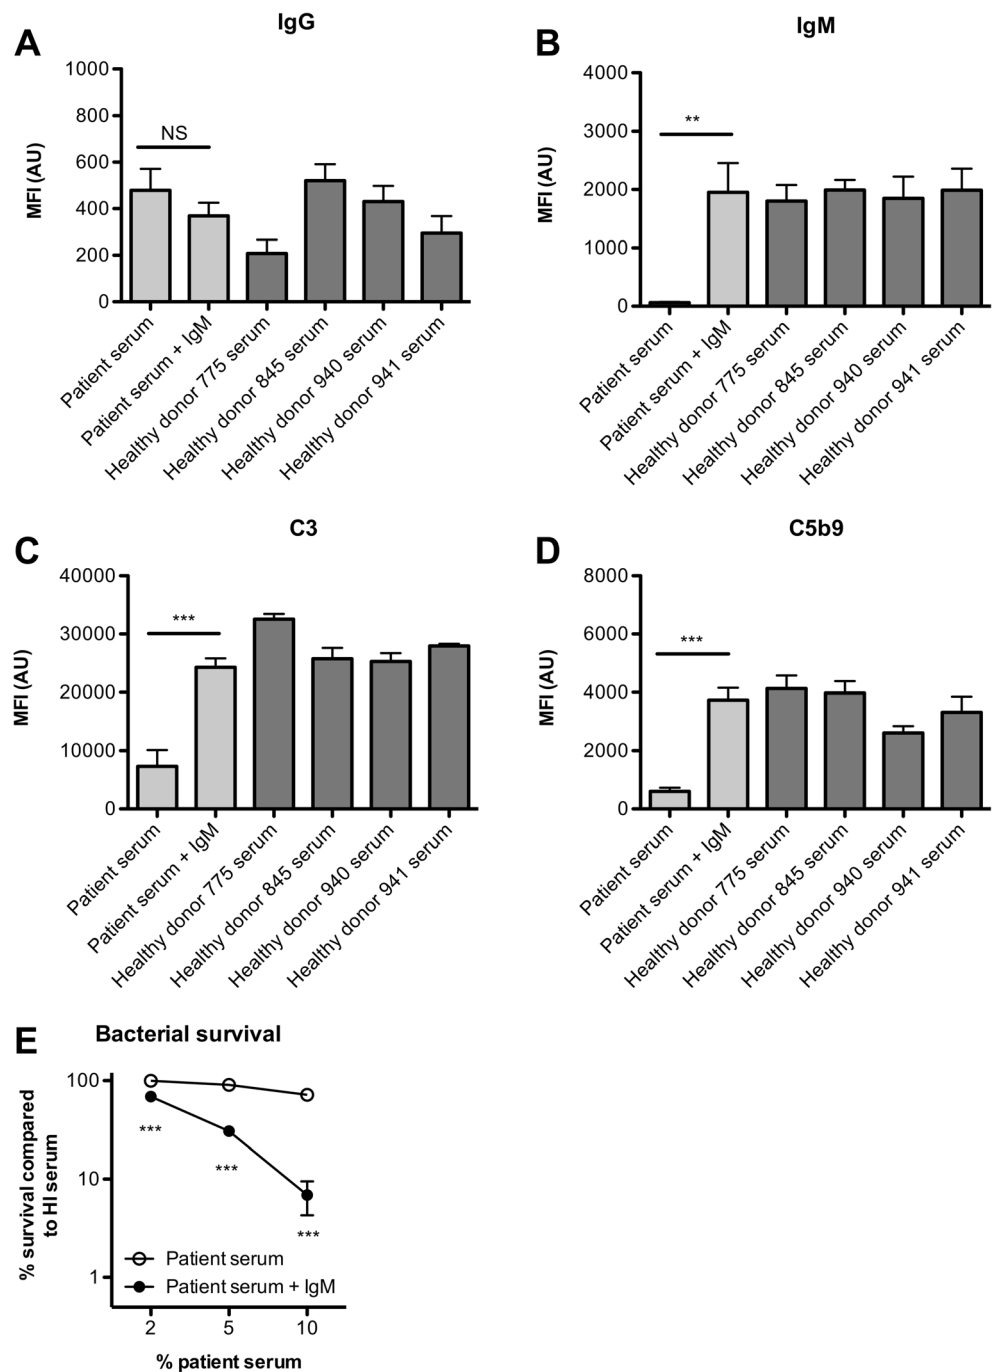 A
IgG
MFI (AU)
1000
800
600
400
200
0
NS
Patient serum
Patient serum + IgM
Healthy donor 775 serum
Healthy donor 845 serum
Healthy donor 940 serum
Healthy donor 941 serum
B
IgM
MFI (AU)
4000
3000
2000
1000
0
**
Patient serum
Patient serum + IgM
Healthy donor 775 serum
Healthy donor 845 serum
Healthy donor 940 serum
Healthy donor 941 serum
C
C3
MFI (AU)
40000
30000
20000
10000
0
***
Patient serum
Patient serum + IgM
Healthy donor 775 serum
Healthy donor 845 serum
Healthy donor 940 serum
Healthy donor 941 serum
D
C5b9
MFI (AU)
8000
6000
4000
2000
0
***
Patient serum
Patient serum + IgM
Healthy donor 775 serum
Healthy donor 845 serum
Healthy donor 940 serum
Healthy donor 941 serum
E
Bacterial survival
% survival compared
to HI serum
100
10
1
***
***
***
Patient serum
Patient serum + IgM
2
5
10
% patient serum